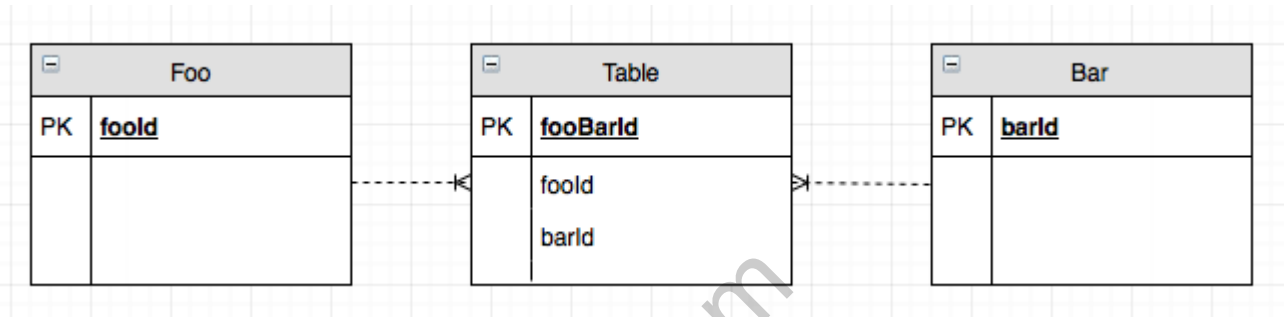 Foo
PK fooId
Table
PK fooBarId
fooId
barId
Bar
PK barId